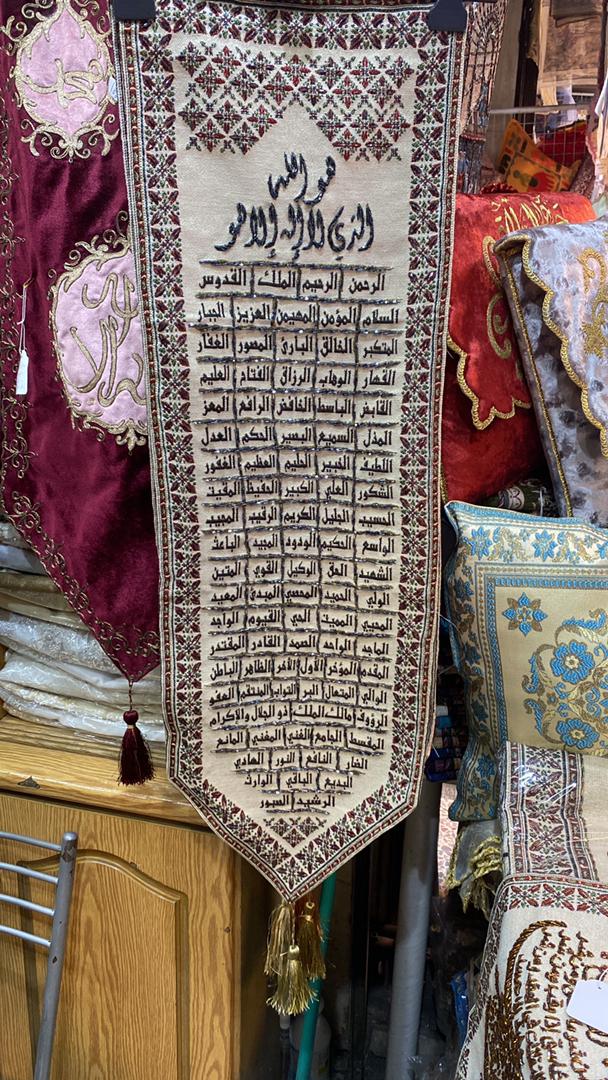 هو الله
الذي لا إله إلا هو
الرحمن الرحيم الملك القدوس
السلام المؤمن المهيمن العزيز الجبار
المتكبر الخالق البارئ المصور الغفار
القهار الوهاب الرزاق الفتاح العليم
القابض الباسط الخافض الرافع المعز
المذل السميع البصير الحكم العدل
اللطيف الخبير الحليم العظيم الغفور
الشكور العلي الكبير الحفيظ المقيت
الحسيب الجليل الكريم الرقيب المجيب
الواسع الحكيم الودود المجيد الباعث
الشهيد الحق الوكيل القوي المتين
الولي الحميد المحصي المبدئ المعيد
المحيي المميت الحي القيوم الواجد
الماجد الواحد الصمد القادر المقتدر
المقدم المؤخر الأول الآخر الظاهر الباطن
الوالي المتعال البر التواب المنتقم العفو
الرؤوف مالك الملك ذو الجلال والاكرام
المقسط الجامع الغني المغني المانع
الضار النافع النور الهادي
البديع الباقي الوارث
الرشيد الصبور